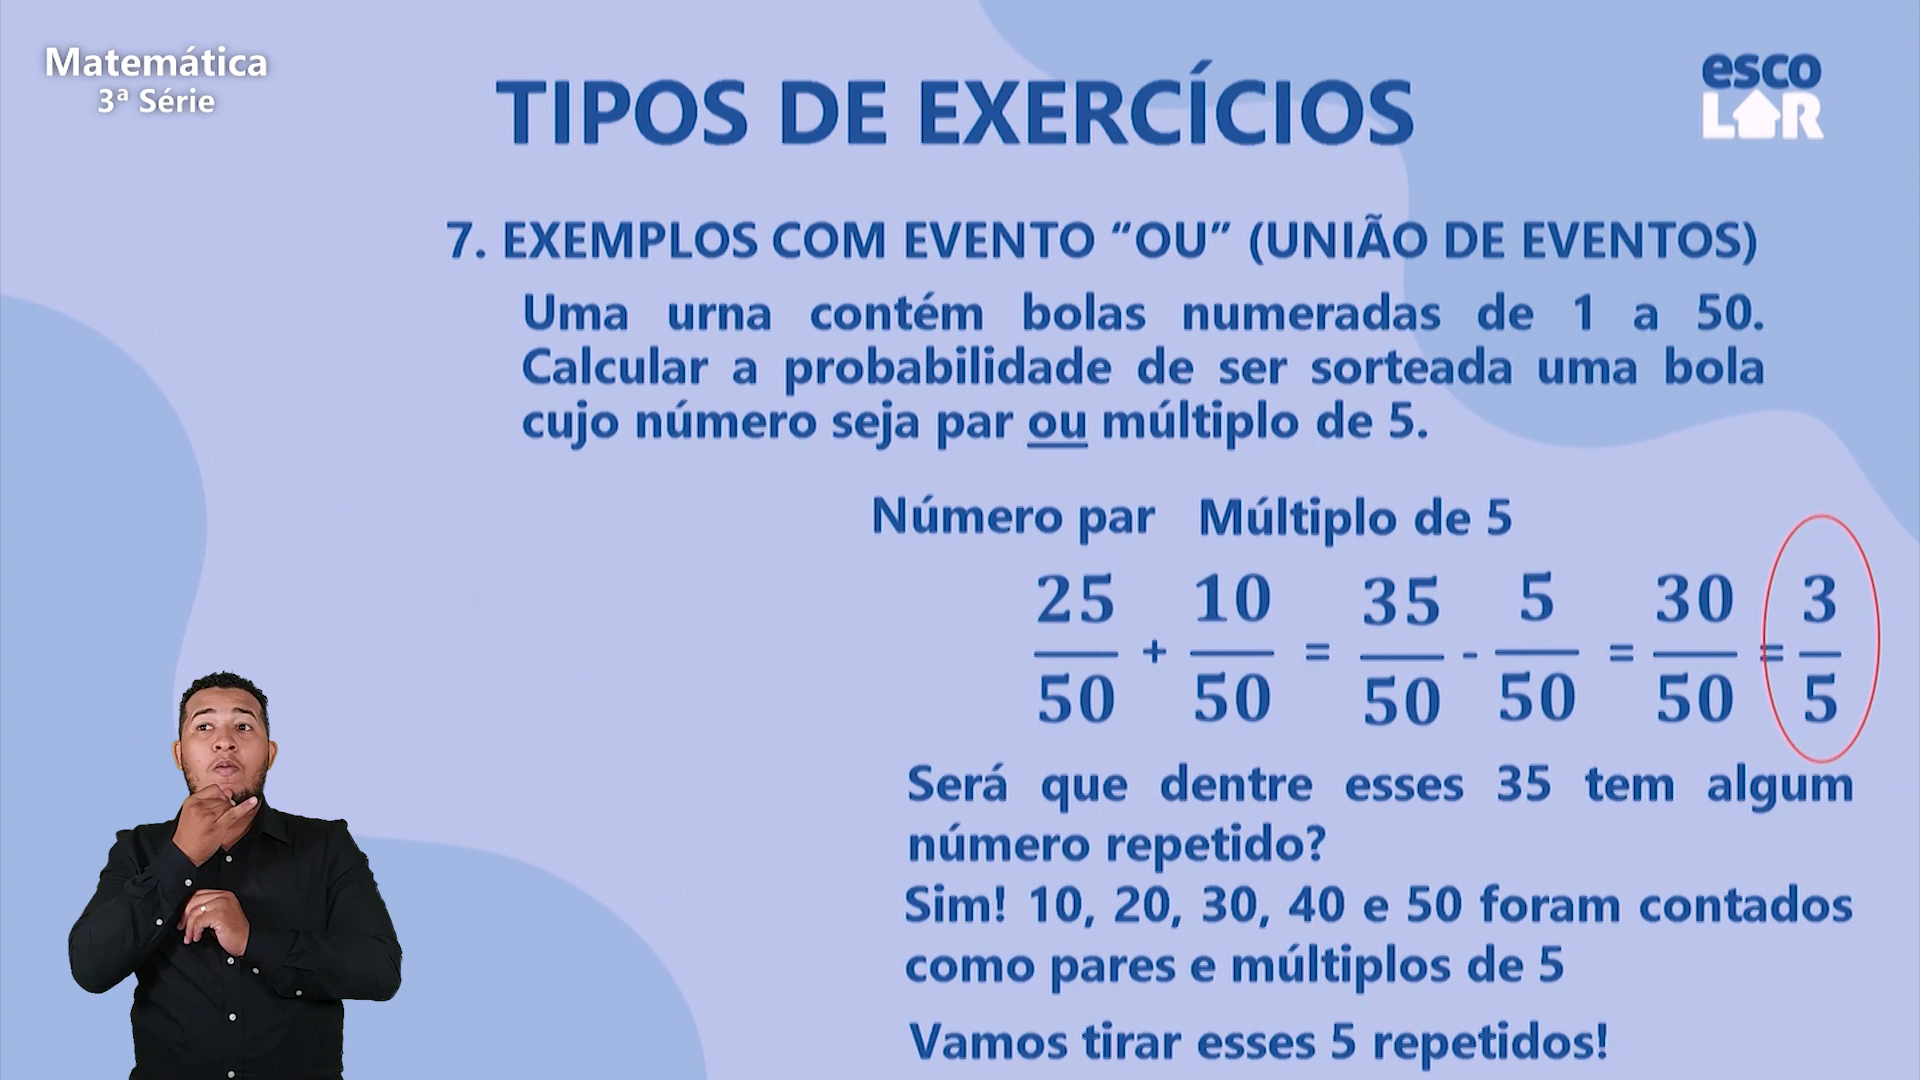 Matemática
3ª Série
TIPOS DE EXERCÍCIOS
esco
LAR
7. EXEMPLOS COM EVENTO “OU” (UNIÃO DE EVENTOS)
Uma urna contém bolas numeradas de 1 a 50.
Calcular a probabilidade de ser sorteada uma bola
cujo número seja par ou múltiplo de 5.
Número par Múltiplo de 5
25/50 + 10/50 = 35/50 - 5/50 = 30/50 = 3/5
Será que dentre esses 35 tem algum
número repetido?
Sim! 10, 20, 30, 40 e 50 foram contados
como pares e múltiplos de 5
Vamos tirar esses 5 repetidos!